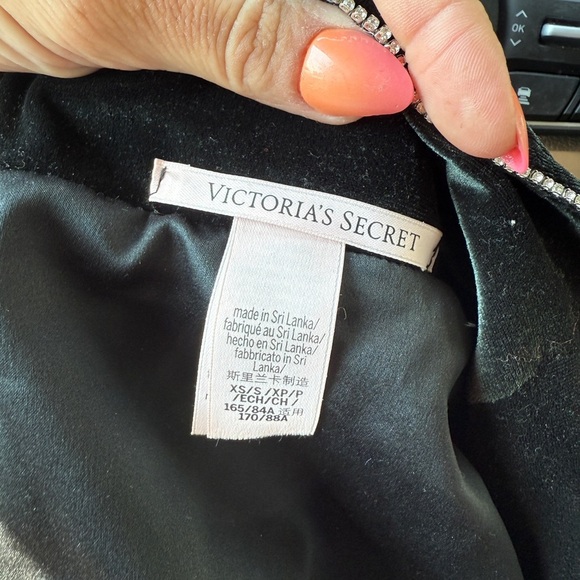 OK
VICTORIA'S SECRET
made in Sri Lanka/
fabriqué au Sri Lanka/
hecho en Sri Lanka/
fabbricato in Sri
Lanka/
斯里兰卡制造
XS/S /XP/P
/ECH/CH /
165/84A 适用
170/88A